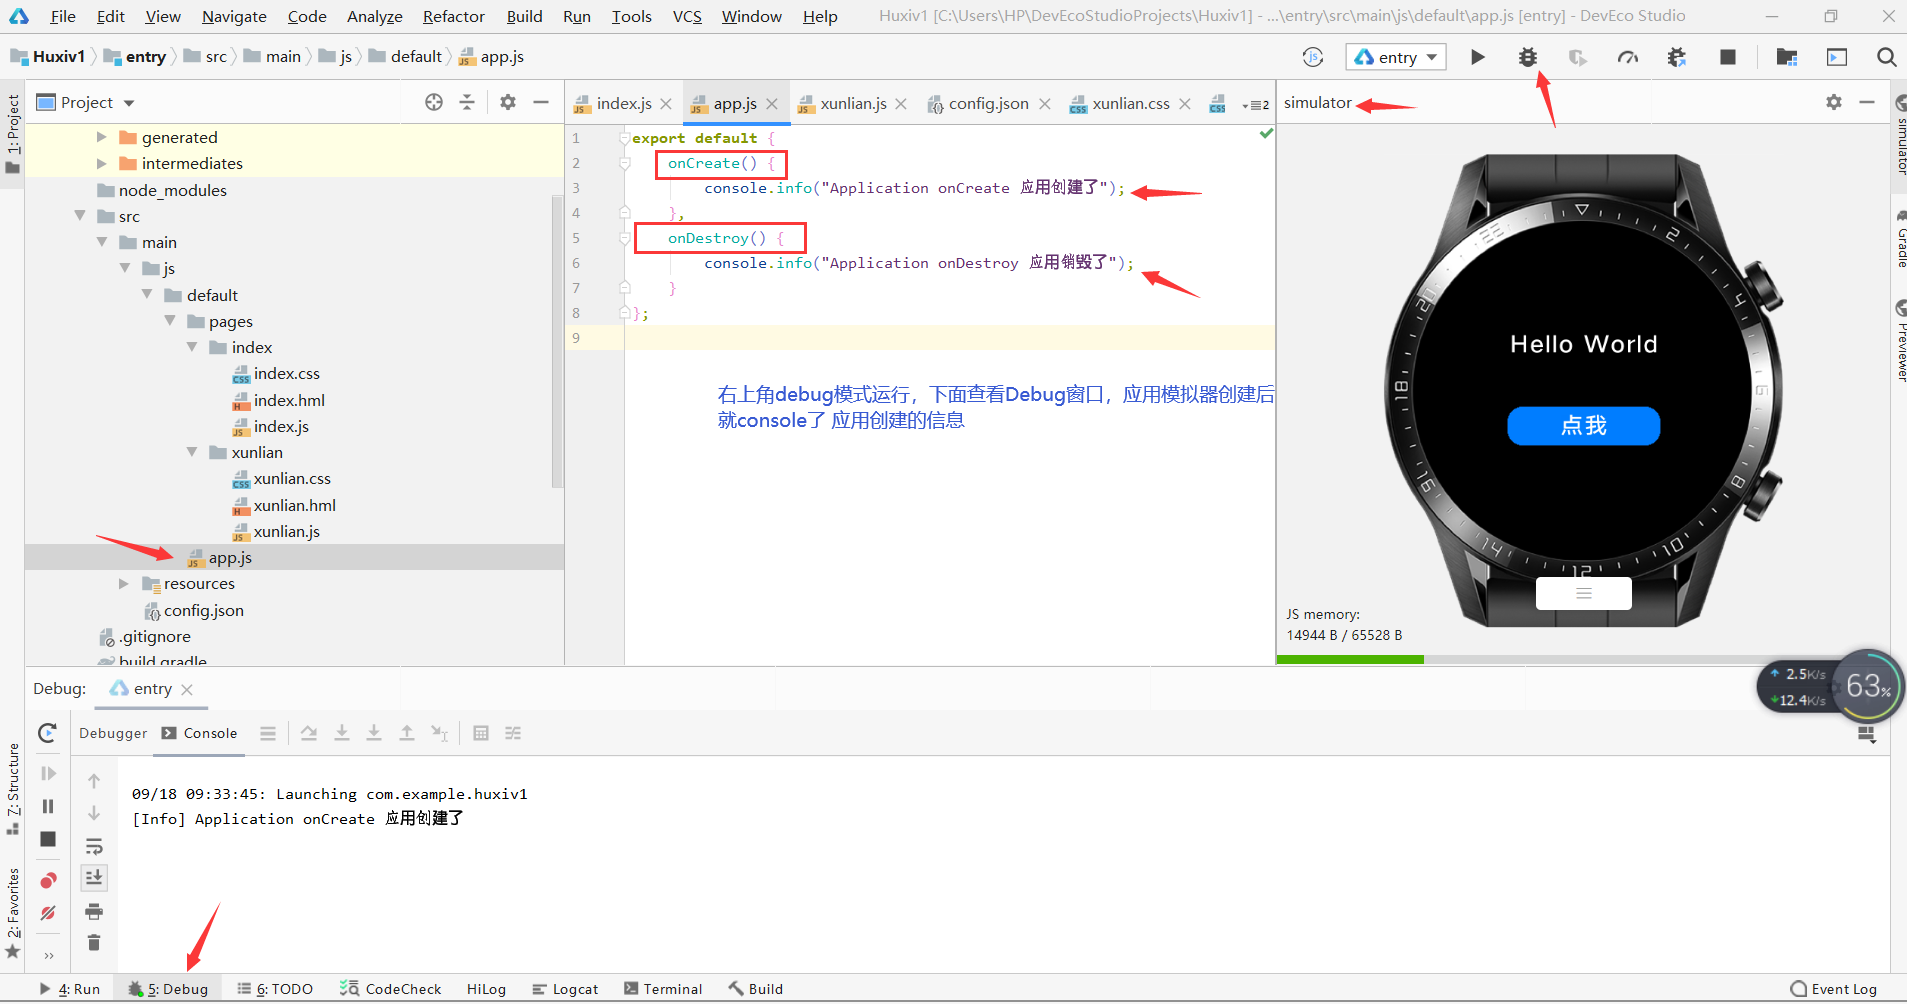 File Edit View Navigate Code Analyze Refactor Build Run Tools VCS Window Help Huxiv1 [C:\Users\HP\DevEcoStudioProjects\Huxiv1] - ...\entry\src\main\js\default\app.js [entry] - DevEco Studio
Huxiv1 entry src main js default app.js
entry
1: Project
Project
generated
intermediates
node_modules
src
main
js
default
pages
index
index.css
index.hml
index.js
xunlian
xunlian.css
xunlian.hml
xunlian.js
app.js
resources
config.json
.gitignore
build.gradle
index.js app.js xunlian.js config.json xunlian.css
2
1 export default {
2 onCreate() {
3 console.info("Application onCreate 应用创建了");
4 },
5 onDestroy() {
6 console.info("Application onDestroy 应用销毁了");
7 }
8 };
9
右上角debug模式运行，下面查看Debug窗口，应用模拟器创建后
就console了 应用创建的信息
simulator
22 2 4 20 18 6 16 8 14 10 12
Hello World
点我
JS memory:
14944 B / 65528 B
simulator
Gradle
Previewer
2.5K/s
12.4K/s
63%
Debug: entry
Debugger Console
09/18 09:33:45: Launching com.example.huxiv1
[Info] Application onCreate 应用创建了
Z: Structure
2: Favorites
4: Run 5: Debug 6: TODO CodeCheck HiLog Logcat Terminal Build Event Log